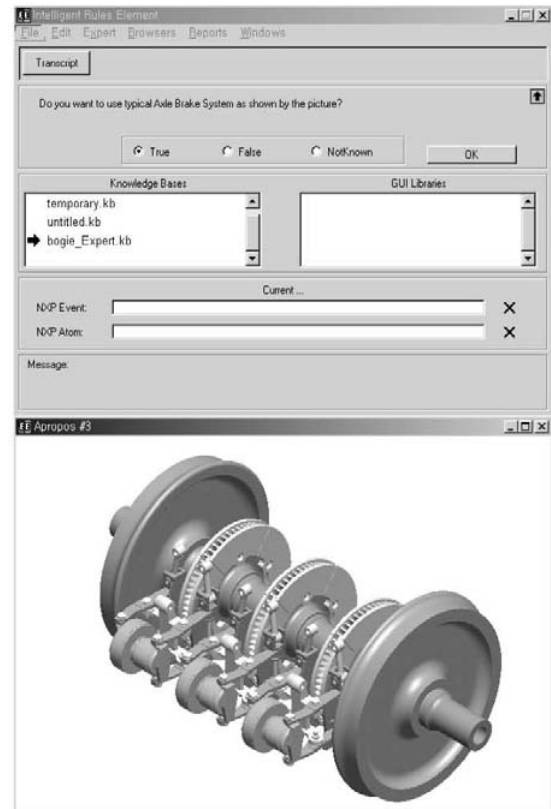 Intelligent Rules Element
File Edit Expert Browsers Reports Windows
Transcript
Do you want to use typical Axle Brake System as shown by the picture?
True False NotKnown OK
Knowledge Bases GUI Libraries
temporary.kb
untitled.kb
bogie_Expert.kb
Current ...
NXP Event:
NXP Atom:
Message:
Apropos #3